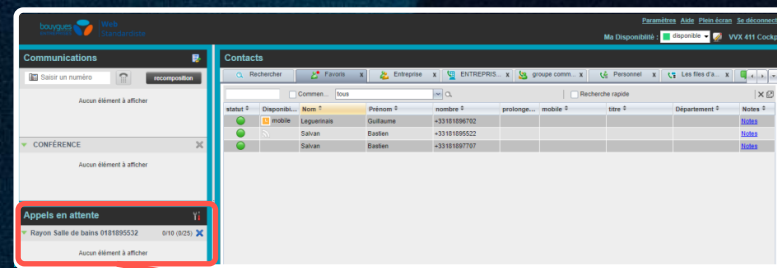 Paramètres Aide Plein écran Se déconnect
bouygues Web
Ma Disponibilité : disponible VVX 411 Cockp
Communications
Contacts
Rechercher Favoris x Entreprise x ENTREPRIS... x groupe comm... x Personnel x Les files d'a... x
Saisir un numéro recomposition
Commen... tous Recherche rapide
Aucun élément à afficher
statut Disponibi... Nom Prénom nombre prolonge... mobile titre Département Notes
mobile Leguerinais Guillaume +33181896702 Notes
Salvan Bastien +33181895522 Notes
Salvan Bastien +33181897707 Notes
CONFÉRENCE
Aucun élément à afficher
Appels en attente
Rayon Salle de bains 0181895532 0/10 (0/25)
Aucun élément à afficher